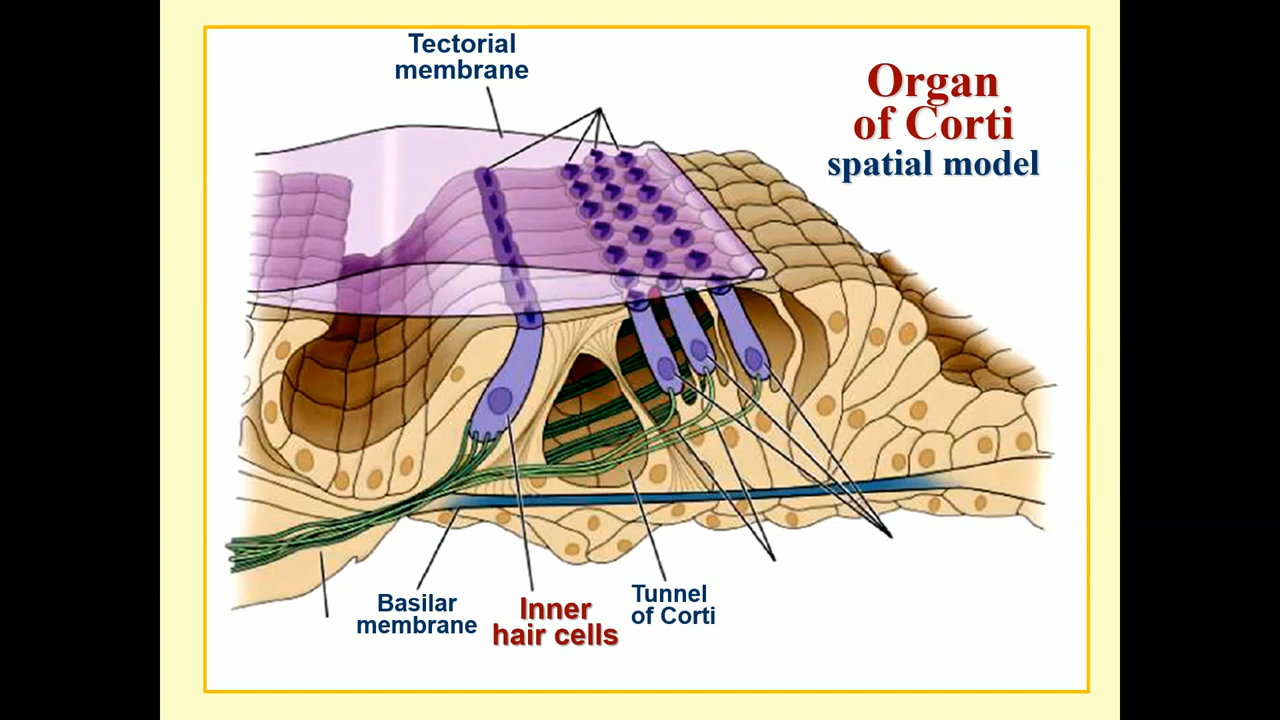 Tectorial
membrane
Organ
of Corti
spatial model
Basilar
membrane
Inner
hair cells
Tunnel
of Corti